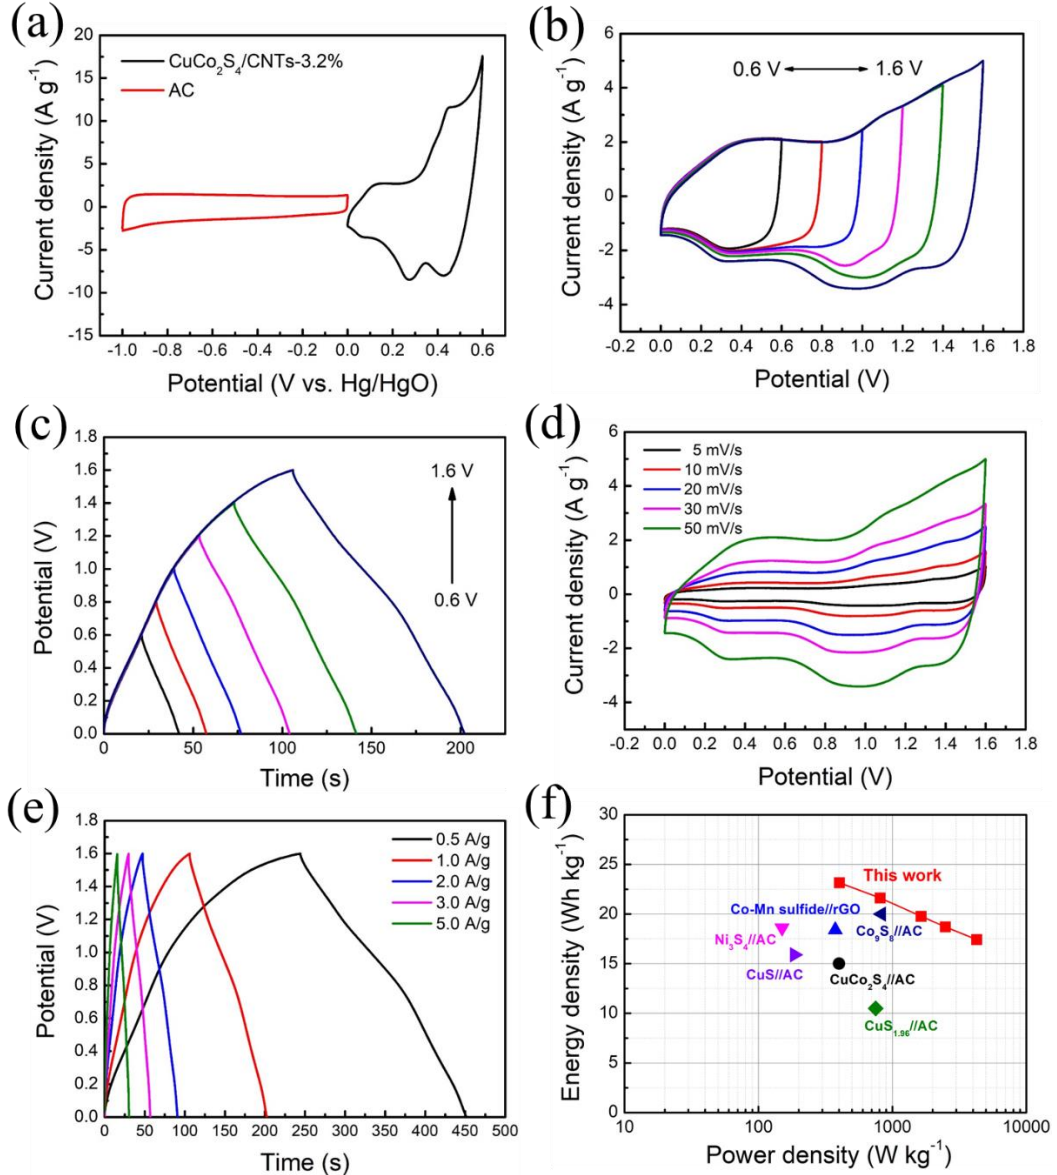 (a)
20
15
10
5
0
-5
-10
-15
-1.0 -0.8 -0.6 -0.4 -0.2 0.0 0.2 0.4 0.6
Current density (A g⁻¹)
Potential (V vs. Hg/HgO)
CuCo₂S₄/CNTs-3.2%
AC
(b)
6
4
2
0
-2
-4
-0.2 0.0 0.2 0.4 0.6 0.8 1.0 1.2 1.4 1.6 1.8
Current density (A g⁻¹)
Potential (V)
0.6 V 1.6 V
(c)
1.8
1.6
1.4
1.2
1.0
0.8
0.6
0.4
0.2
0.0
0 25 50 75 100 125 150 175 200 225
Potential (V)
Time (s)
1.6 V
0.6 V
(d)
6
4
2
0
-2
-4
-0.2 0.0 0.2 0.4 0.6 0.8 1.0 1.2 1.4 1.6 1.8
Current density (A g⁻¹)
Potential (V)
5 mV/s
10 mV/s
20 mV/s
30 mV/s
50 mV/s
(e)
1.8
1.6
1.4
1.2
1.0
0.8
0.6
0.4
0.2
0.0
0 50 100 150 200 250 300 350 400 450 500
Potential (V)
Time (s)
0.5 A/g
1.0 A/g
2.0 A/g
3.0 A/g
5.0 A/g
(f)
30
25
20
15
10
5
0
10 100 1000 10000
Energy density (Wh kg⁻¹)
Power density (W kg⁻¹)
This work
Co-Mn sulfide//rGO
Co₉S₈//AC
Ni₃S₄//AC
CuS//AC
CuCo₂S₄//AC
CuS₁.₉₆//AC